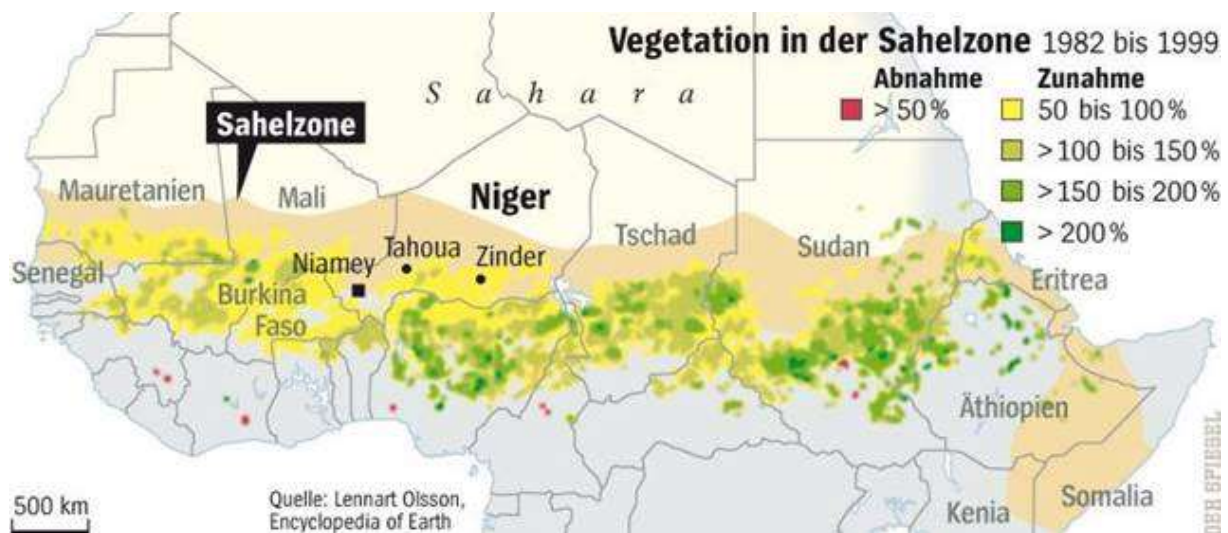 Vegetation in der Sahelzone 1982 bis 1999
Abnahme
> 50 %
Zunahme
50 bis 100 %
> 100 bis 150 %
> 150 bis 200 %
> 200 %
Sahara
Sahelzone
Mauretanien
Mali
Niger
Tschad
Sudan
Eritrea
Senegal
Niamey
Tahoua
Zinder
Burkina
Faso
Äthiopien
Kenia
Somalia
500 km
Quelle: Lennart Olsson,
Encyclopedia of Earth
DER SPIEGEL